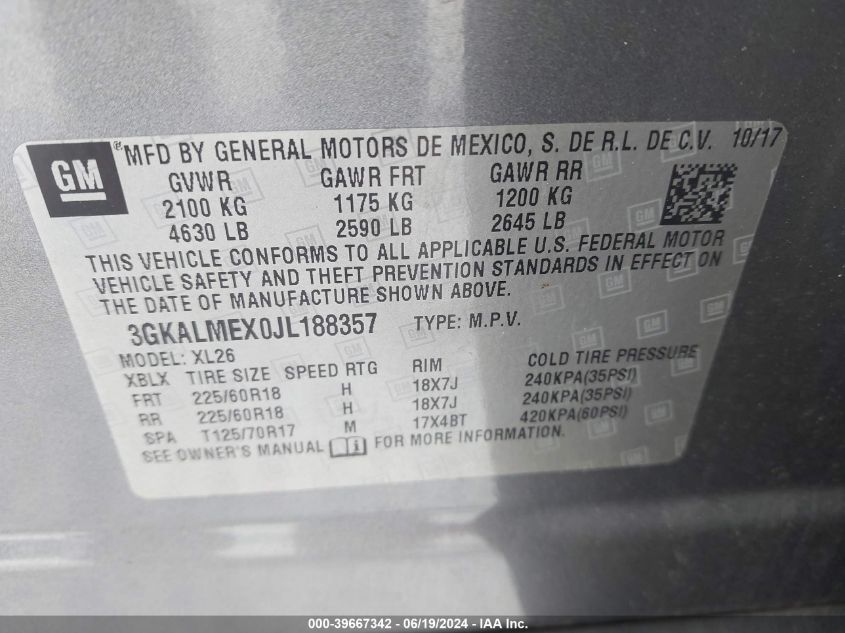 GM
® MFD BY GENERAL MOTORS DE MEXICO, S. DE R.L. DE C.V. 10/17
GVWR GAWR FRT GAWR RR
2100 KG 1175 KG 1200 KG
4630 LB 2590 LB 2645 LB
THIS VEHICLE CONFORMS TO ALL APPLICABLE U.S. FEDERAL MOTOR
VEHICLE SAFETY AND THEFT PREVENTION STANDARDS IN EFFECT ON
THE DATE OF MANUFACTURE SHOWN ABOVE.
3GKALMEX0JL188357 TYPE: M.P.V.
MODEL: XL26
XBLX TIRE SIZE SPEED RTG RIM COLD TIRE PRESSURE
FRT 225/60R18 H 18X7J 240KPA(35PSI)
RR 225/60R18 H 18X7J 240KPA(35PSI)
SPA T125/70R17 M 17X4BT 420KPA(60PSI)
SEE OWNER'S MANUAL FOR MORE INFORMATION.
000-39667342 / 06/19/2024 - IAA Inc.